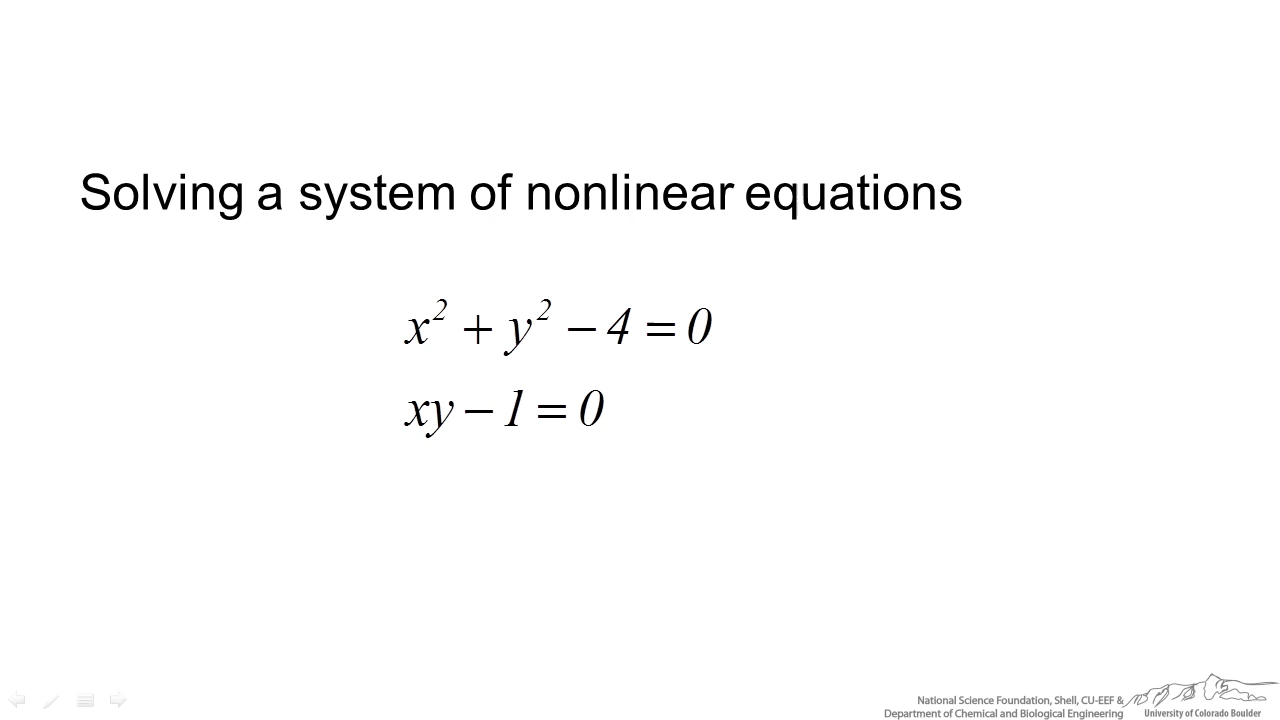 Solving a system of nonlinear equations
x² + y² − 4 = 0
xy − 1 = 0
National Science Foundation, Shell, CU-EEF &
Department of Chemical and Biological Engineering
University of Colorado Boulder